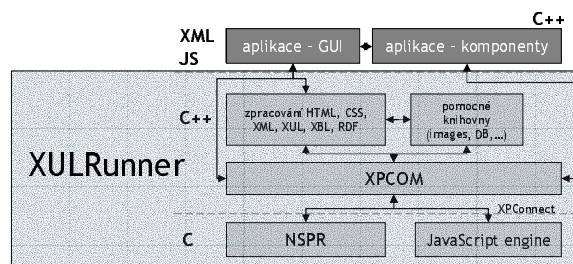 C++
XML
JS
aplikace - GUI
aplikace - komponenty
C++
zpracování HTML, CSS,
XML, XUL, XBL, RDF
pomocné
knihovny
(images, DB,...)
XULRunner
XPCOM
XPConnect
C
NSPR
JavaScript engine